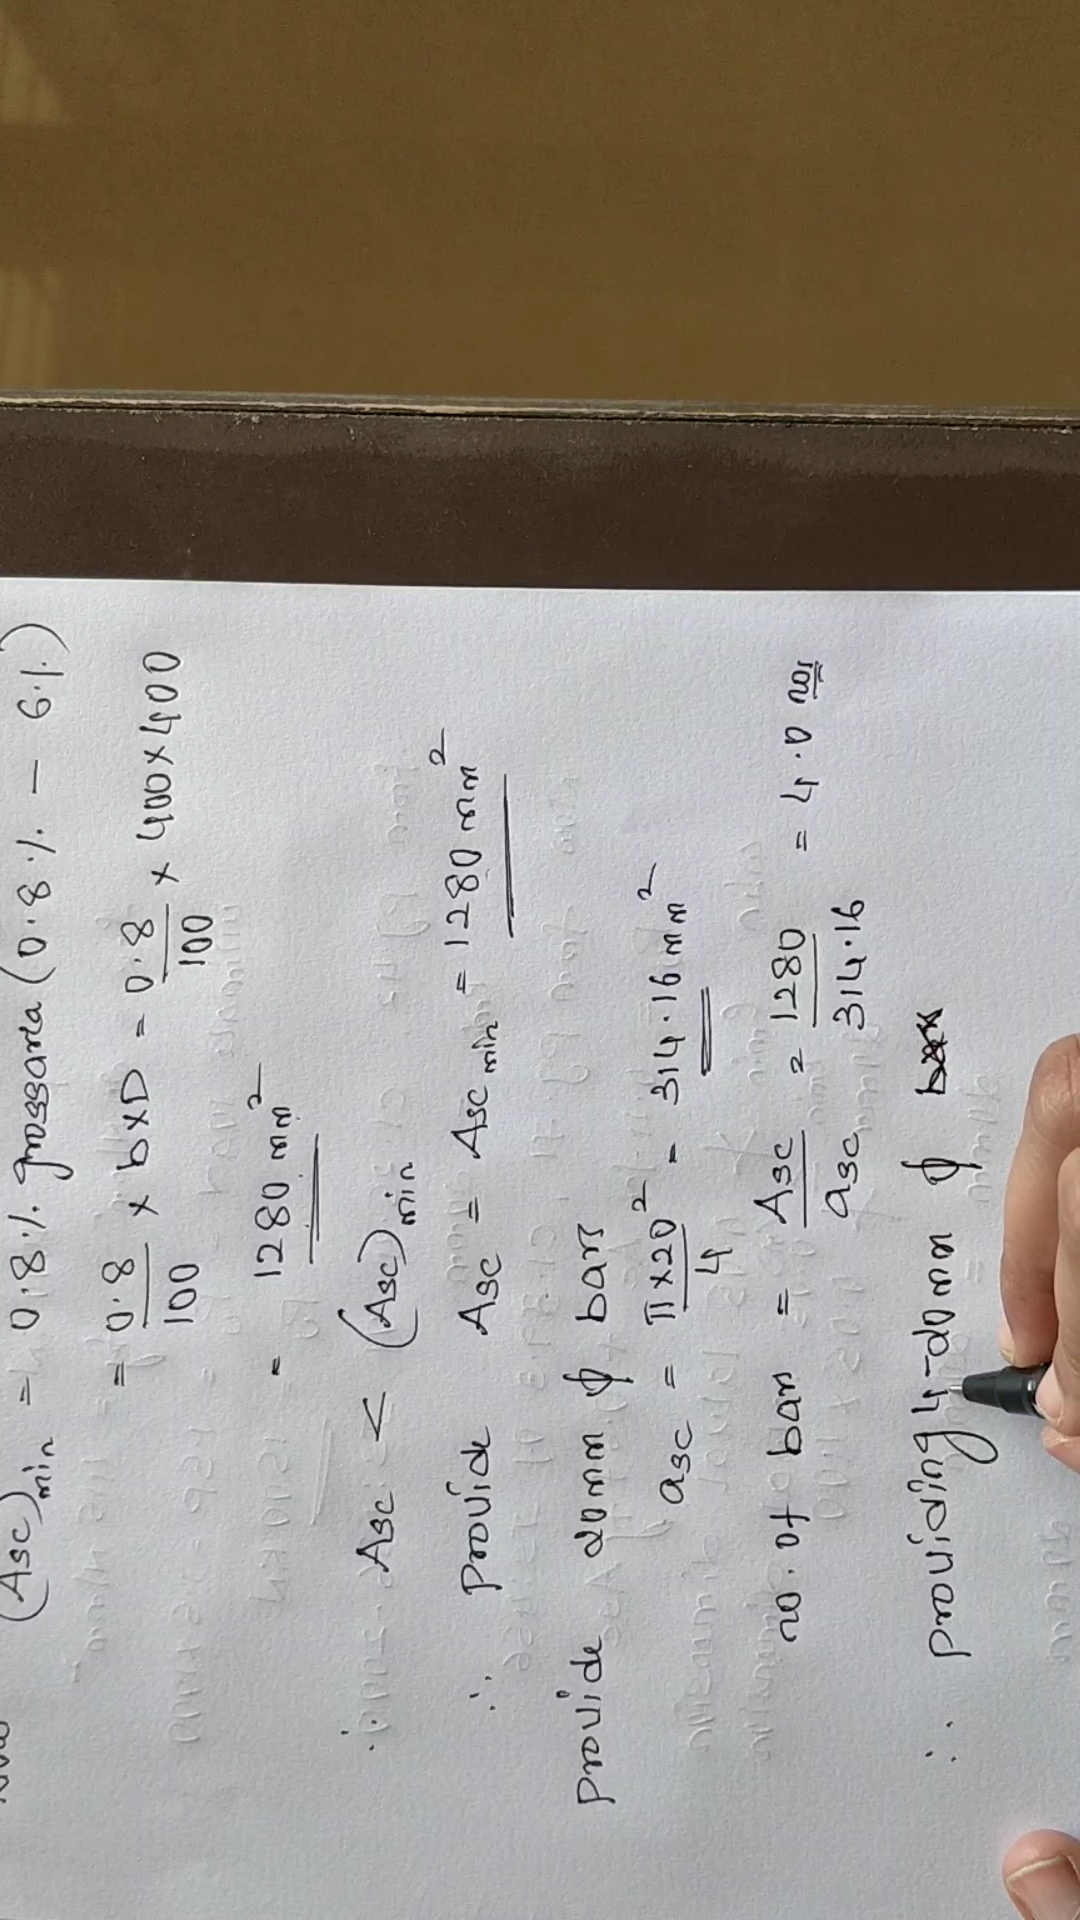 (Asc)min = 0.8% grossarea (0.8% - 6%)
= 0.8/100 × b×D = 0.8/100 × 400×400
= 1280 mm²
∴ Asc < (Asc)min
∴ provide Asc = Asc min = 1280 mm²
provide 20mm ϕ bars
asc = π×20²/4 = 314.16 mm²
no. of bars = Asc/asc = 1280/314.16 = 4.0 nos
∴ providing 4-20mm ϕ